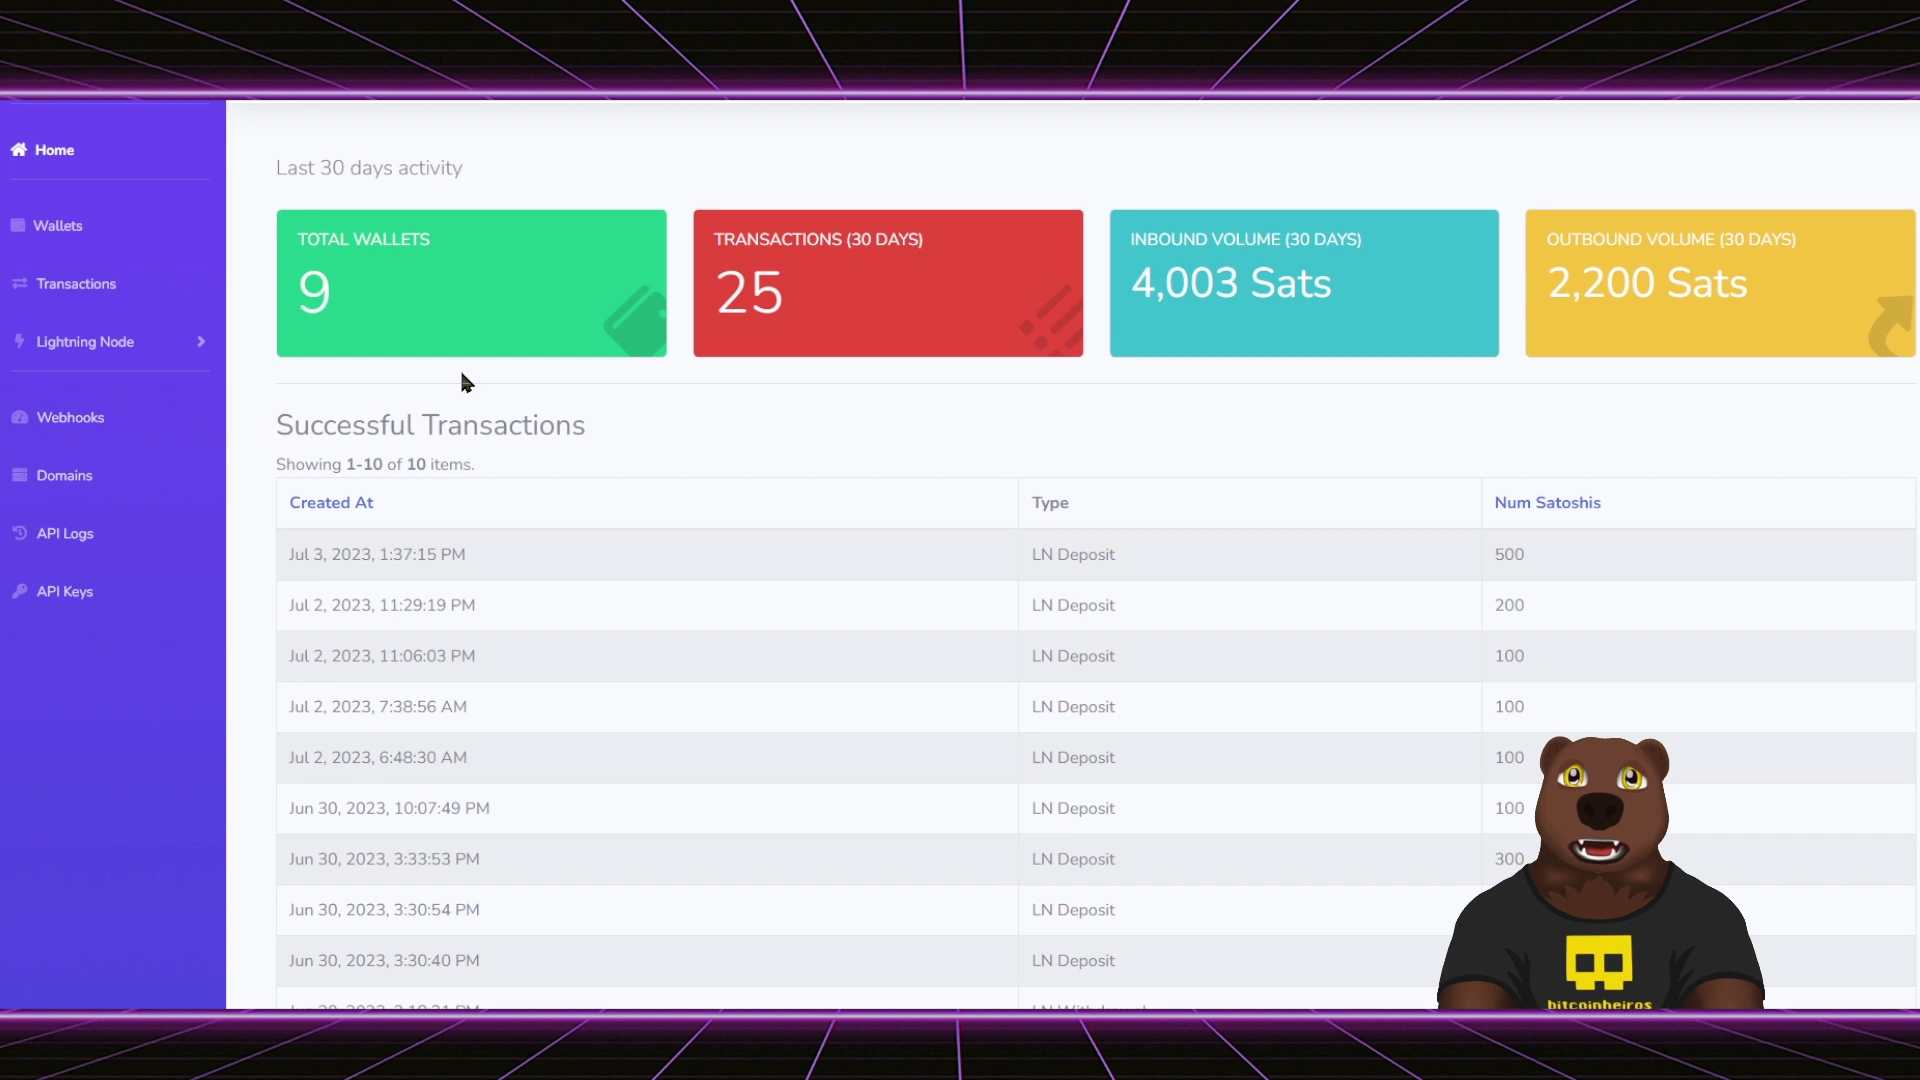 Home
Wallets
Transactions
Lightning Node
Webhooks
Domains
API Logs
API Keys
Last 30 days activity
TOTAL WALLETS
9
TRANSACTIONS (30 DAYS)
25
INBOUND VOLUME (30 DAYS)
4,003 Sats
OUTBOUND VOLUME (30 DAYS)
2,200 Sats
Successful Transactions
Showing 1-10 of 10 items.
Created At Type Num Satoshis
Jul 3, 2023, 1:37:15 PM LN Deposit 500
Jul 2, 2023, 11:29:19 PM LN Deposit 200
Jul 2, 2023, 11:06:03 PM LN Deposit 100
Jul 2, 2023, 7:38:56 AM LN Deposit 100
Jul 2, 2023, 6:48:30 AM LN Deposit 100
Jun 30, 2023, 10:07:49 PM LN Deposit 100
Jun 30, 2023, 3:33:53 PM LN Deposit 300
Jun 30, 2023, 3:30:54 PM LN Deposit
Jun 30, 2023, 3:30:40 PM LN Deposit
bitcoinheiros